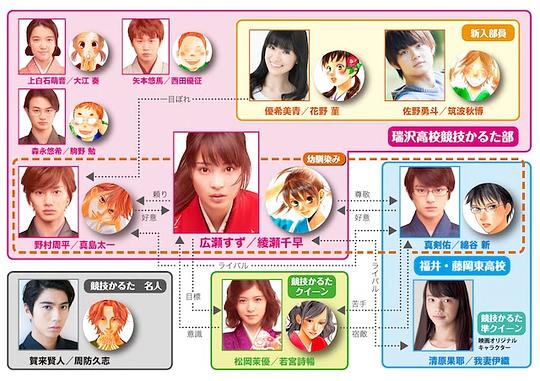 上白石萌音／大江 奏
矢本悠馬／西田優征
新入部員
優希美青／花野 菫
佐野勇斗／筑波秋博
森永悠希／駒野 勉
一目ぼれ
瑞沢高校競技かるた部
幼馴染み
頼り
好意
尊敬
好意
野村周平／真島太一
広瀬すず／綾瀬千早
真剣佑／綿谷 新
ライバル
福井・藤岡東高校
競技かるた 名人
賀来賢人／周防久志
目標
意識
競技かるた
クイーン
松岡茉優／若宮詩暢
苦手
宿敵
ライバル
競技かるた
準クイーン
映画オリジナル
キャラクター
清原果耶／我妻伊織